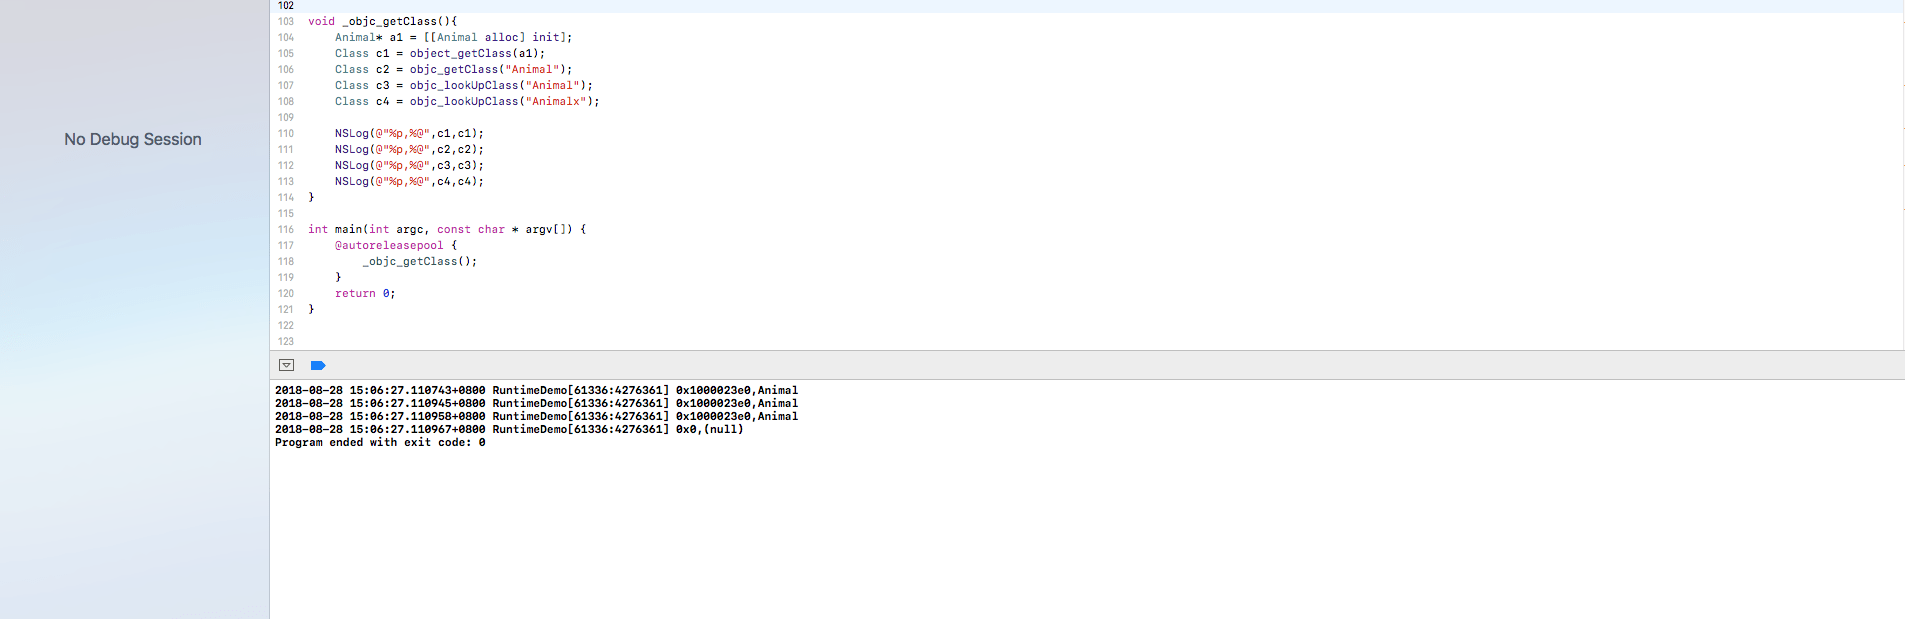 No Debug Session
102
103 void _objc_getClass(){
104 Animal* a1 = [[Animal alloc] init];
105 Class c1 = object_getClass(a1);
106 Class c2 = objc_getClass("Animal");
107 Class c3 = objc_lookUpClass("Animal");
108 Class c4 = objc_lookUpClass("Animalx");
109
110 NSLog(@"%p,%@",c1,c1);
111 NSLog(@"%p,%@",c2,c2);
112 NSLog(@"%p,%@",c3,c3);
113 NSLog(@"%p,%@",c4,c4);
114 }
115
116 int main(int argc, const char * argv[]) {
117 @autoreleasepool {
118 _objc_getClass();
119 }
120 return 0;
121 }
122
123
2018-08-28 15:06:27.110743+0800 RuntimeDemo[61336:4276361] 0x1000023e0,Animal
2018-08-28 15:06:27.110945+0800 RuntimeDemo[61336:4276361] 0x1000023e0,Animal
2018-08-28 15:06:27.110958+0800 RuntimeDemo[61336:4276361] 0x1000023e0,Animal
2018-08-28 15:06:27.110967+0800 RuntimeDemo[61336:4276361] 0x0,(null)
Program ended with exit code: 0